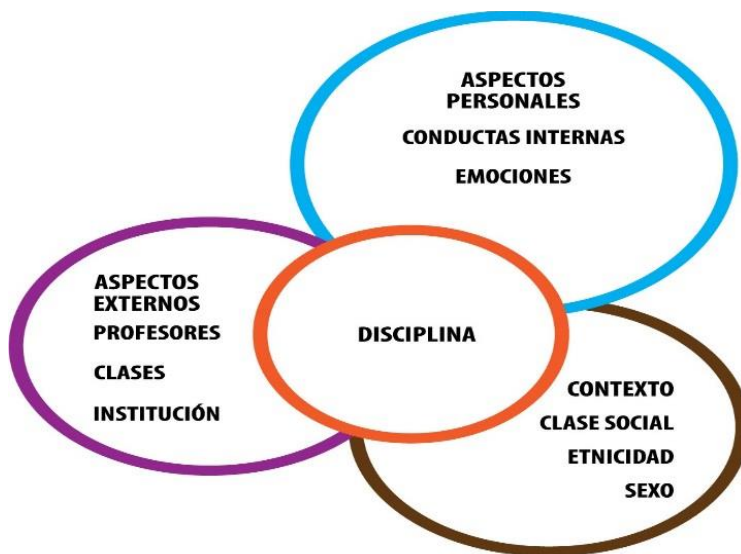 ASPECTOS
PERSONALES
CONDUCTAS INTERNAS
EMOCIONES
ASPECTOS
EXTERNOS
PROFESORES
CLASES
INSTITUCIÓN
DISCIPLINA
CONTEXTO
CLASE SOCIAL
ETNICIDAD
SEXO